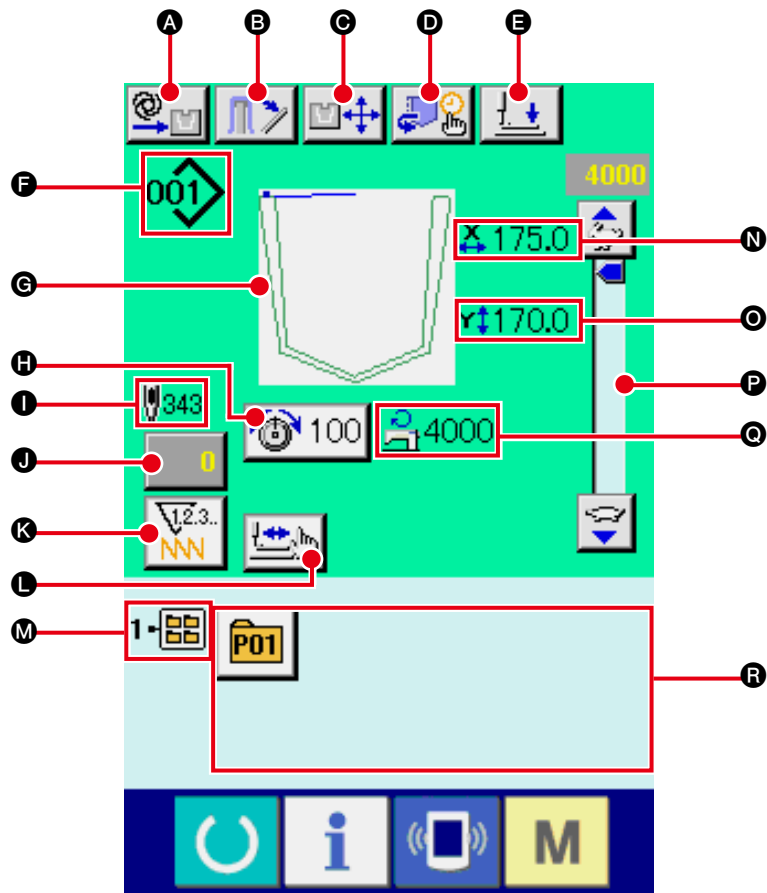 A B C D E
F 001 4000
X 175.0 N
G
Y 170.0 O
H P
I 343 100 4000 Q
J 0
K 1.2.3..
L
M 1 P01
R
i M